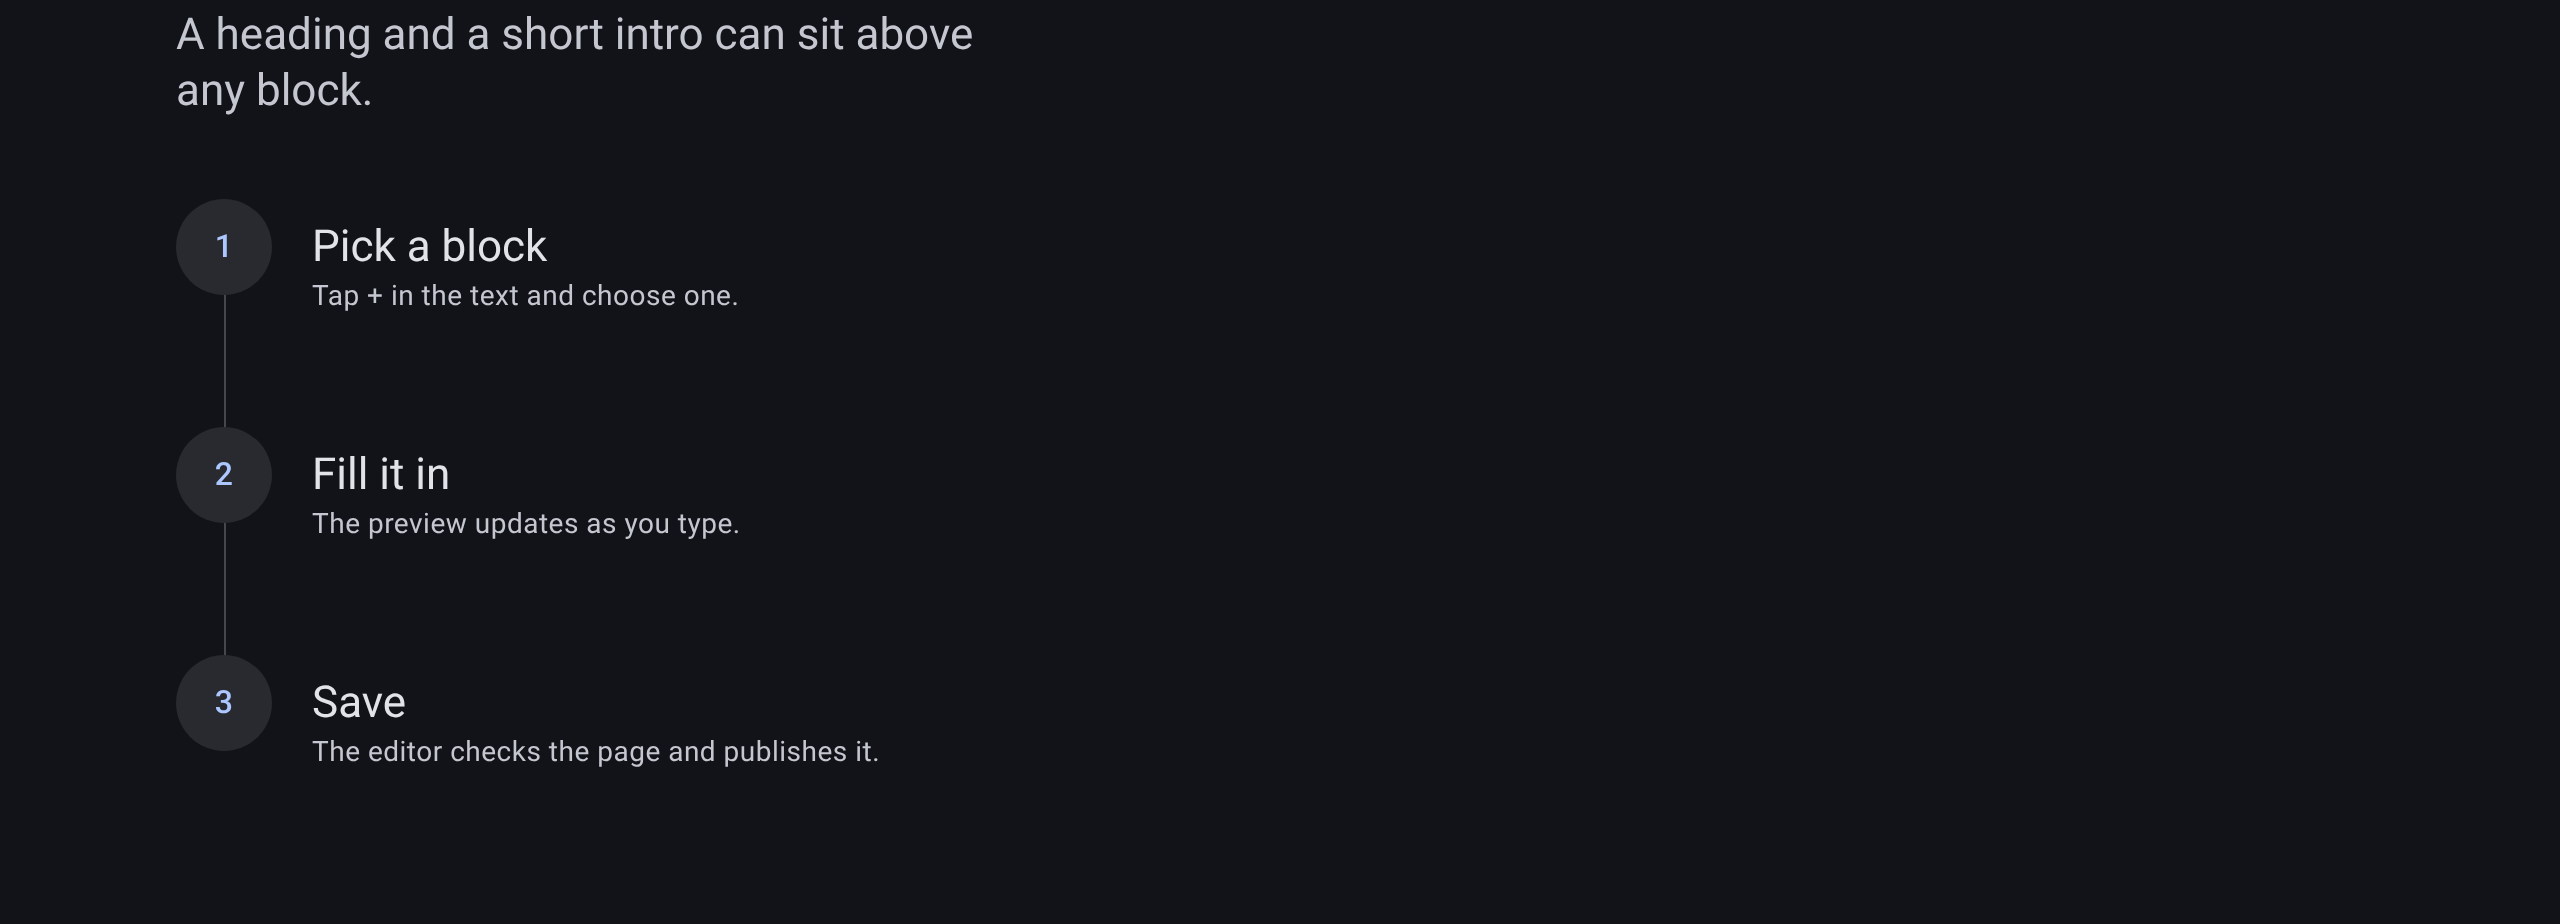 A heading and a short intro can sit above
any block.
1
Pick a block
Tap + in the text and choose one.
2
Fill it in
The preview updates as you type.
3
Save
The editor checks the page and publishes it.